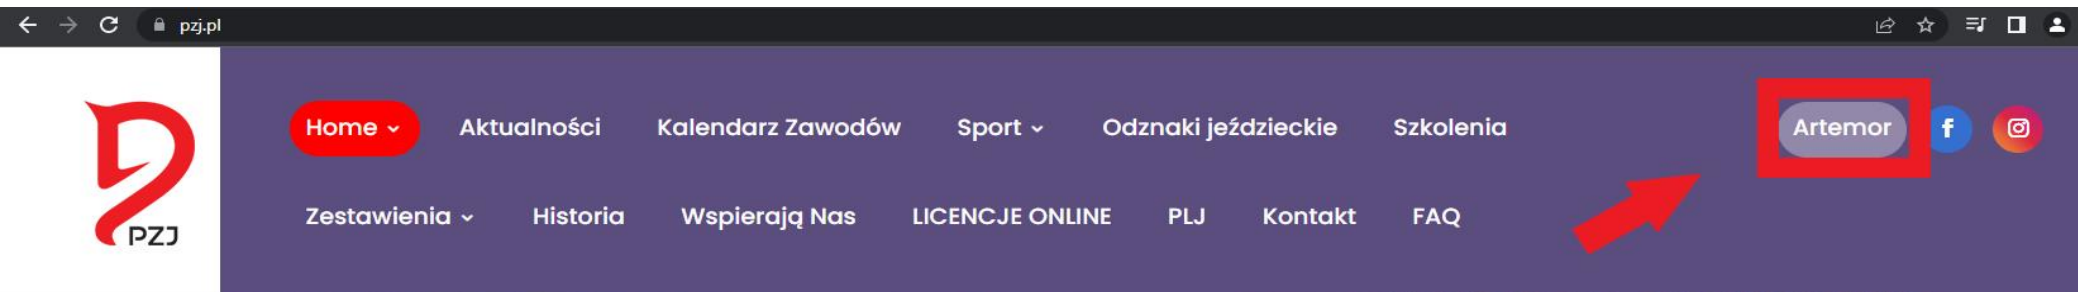 pzj.pl
Home Aktualności Kalendarz Zawodów Sport Odznaki jeździeckie Szkolenia Artemor f
Zestawienia Historia Wspierają Nas LICENCJE ONLINE PLJ Kontakt FAQ
PZJ